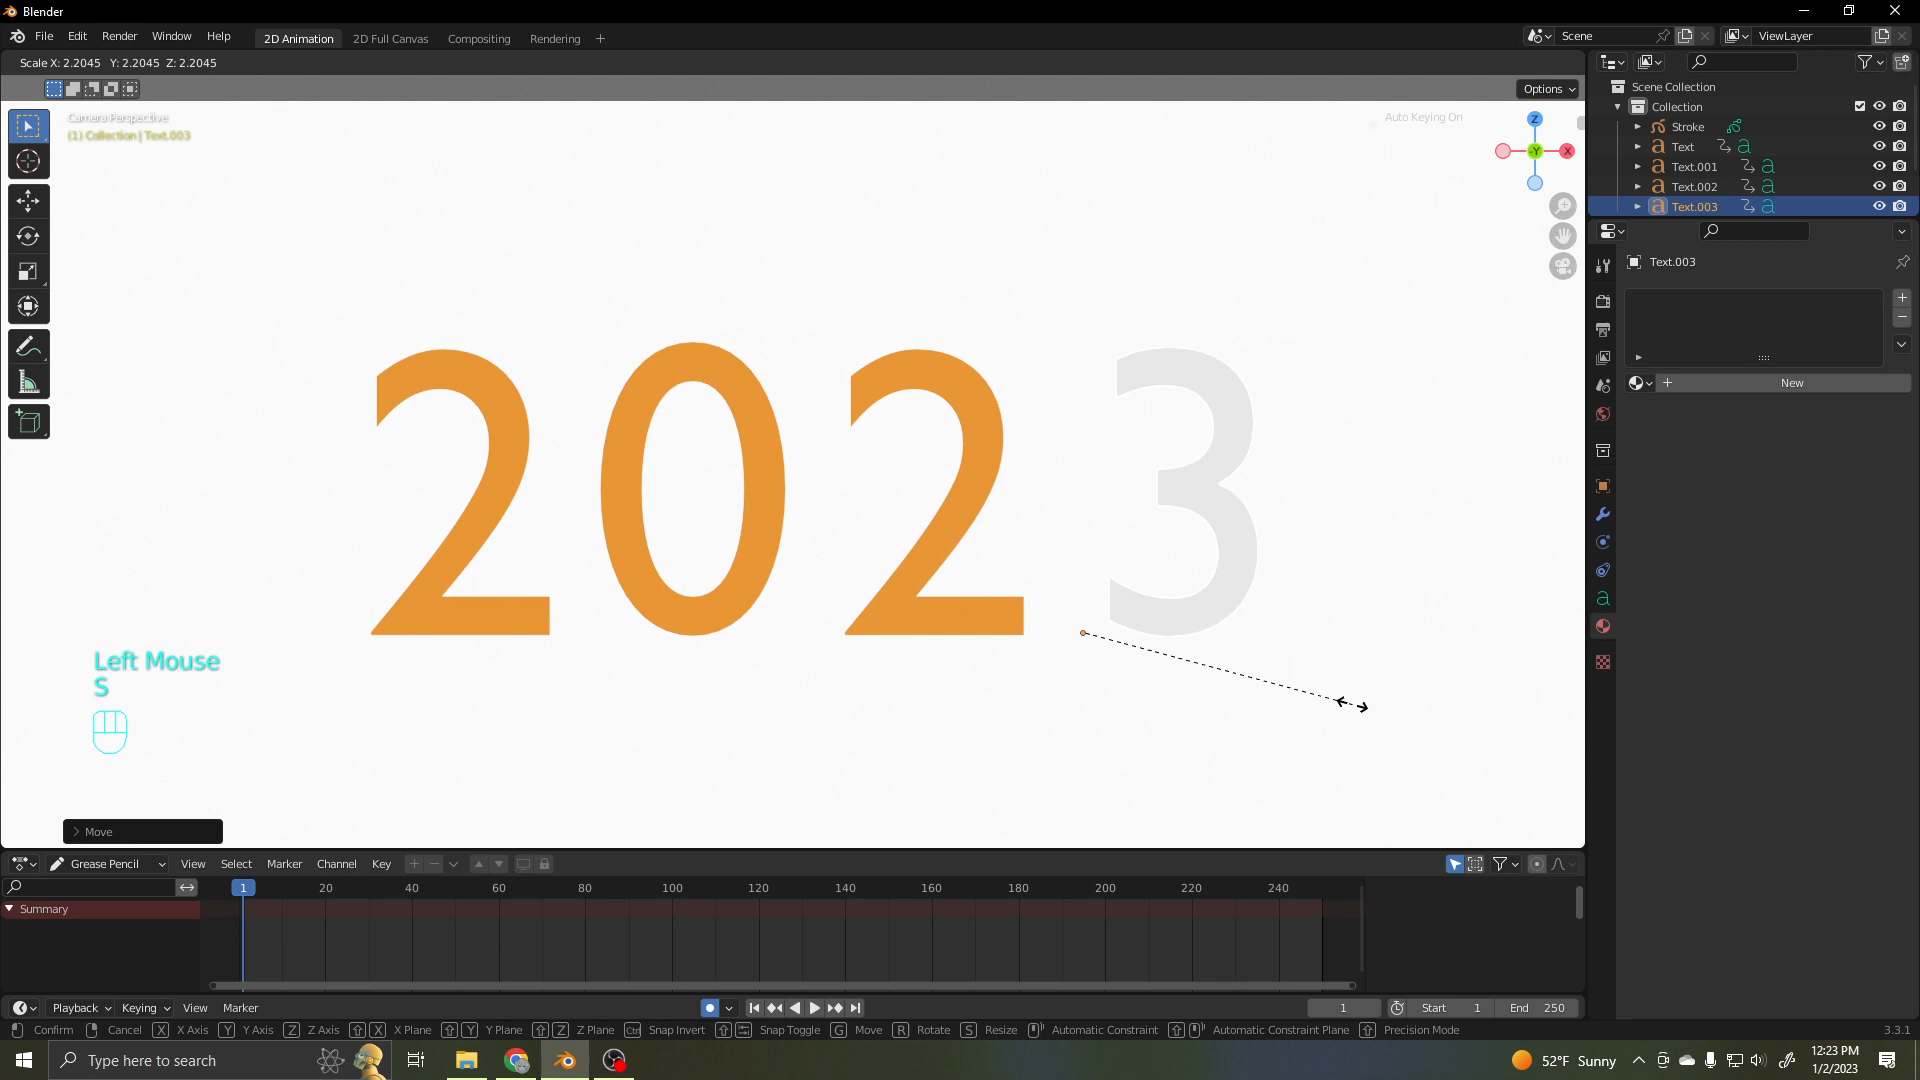 Blender
File Edit Render Window Help 2D Animation 2D Full Canvas Compositing Rendering + Scene ViewLayer
Scale X: 2.2045 Y: 2.2045 Z: 2.2045
Options
Camera Perspective
(1) Collection | Text.003
Auto Keying On
Z
-Y
X
Scene Collection
Collection
Stroke
Text
Text.001
Text.002
Text.003
Text.003
New
2023
Left Mouse
S
Move
Grease Pencil View Select Marker Channel Key
1 20 40 60 80 100 120 140 160 180 200 220 240
Summary
Playback Keying View Marker 1 Start 1 End 250
Confirm Cancel X X Axis Y Y Axis Z Z Axis X X Plane Y Y Plane Z Z Plane Ctrl Snap Invert Snap Toggle G Move R Rotate S Resize Automatic Constraint Automatic Constraint Plane Precision Mode 3.3.1
Type here to search
52°F Sunny
12:23 PM
1/2/2023